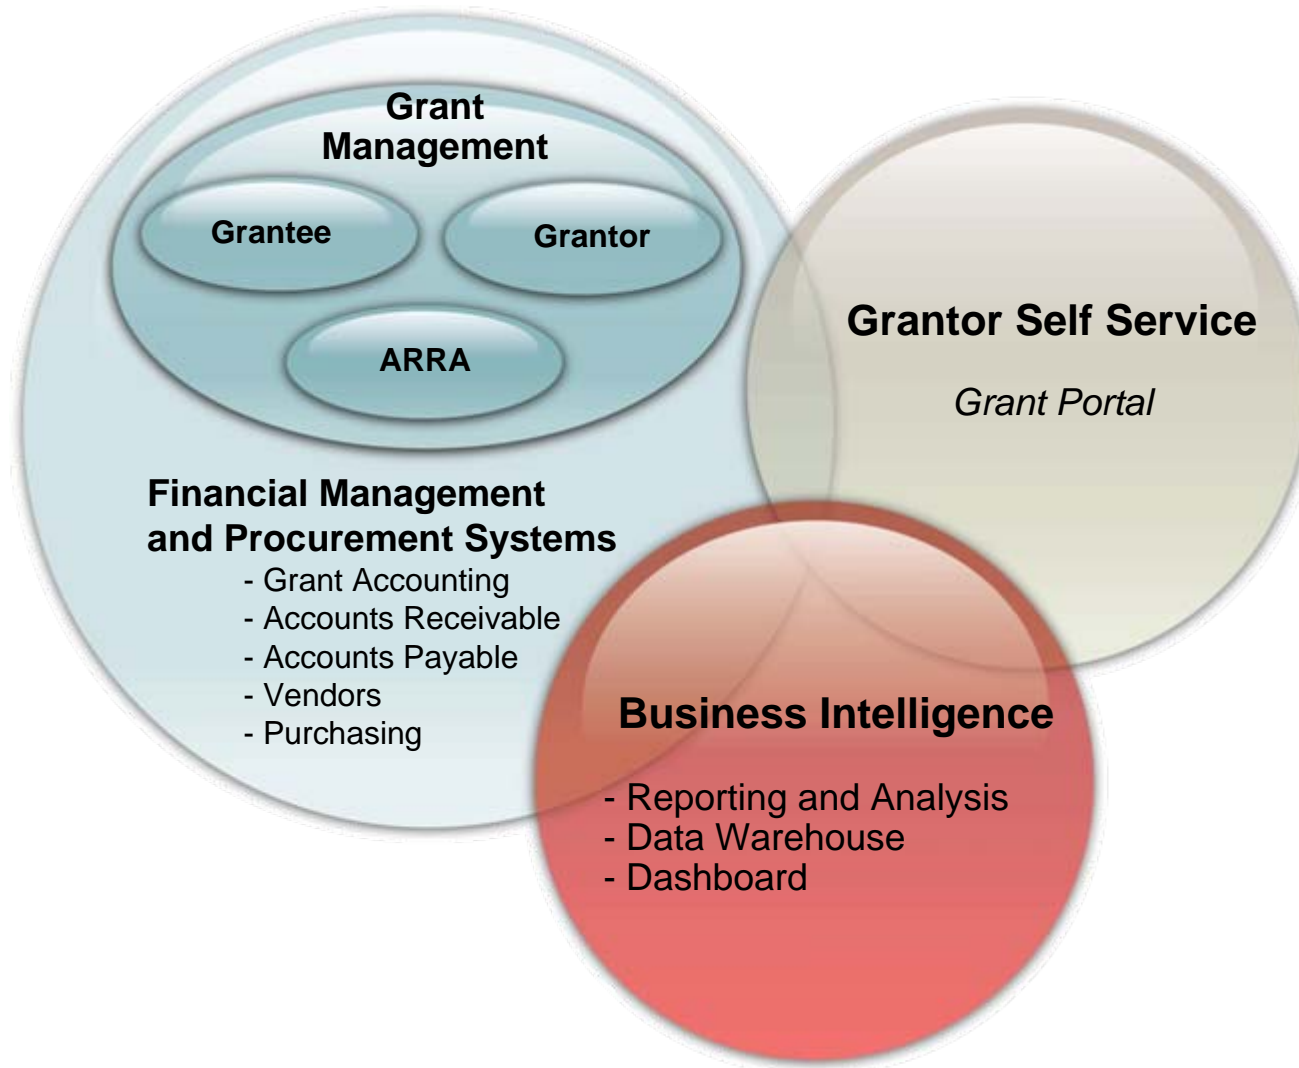 Grant
Management
Grantee
Grantor
ARRA
Grantor Self Service
Grant Portal
Financial Management
and Procurement Systems
- Grant Accounting
- Accounts Receivable
- Accounts Payable
- Vendors
- Purchasing
Business Intelligence
- Reporting and Analysis
- Data Warehouse
- Dashboard